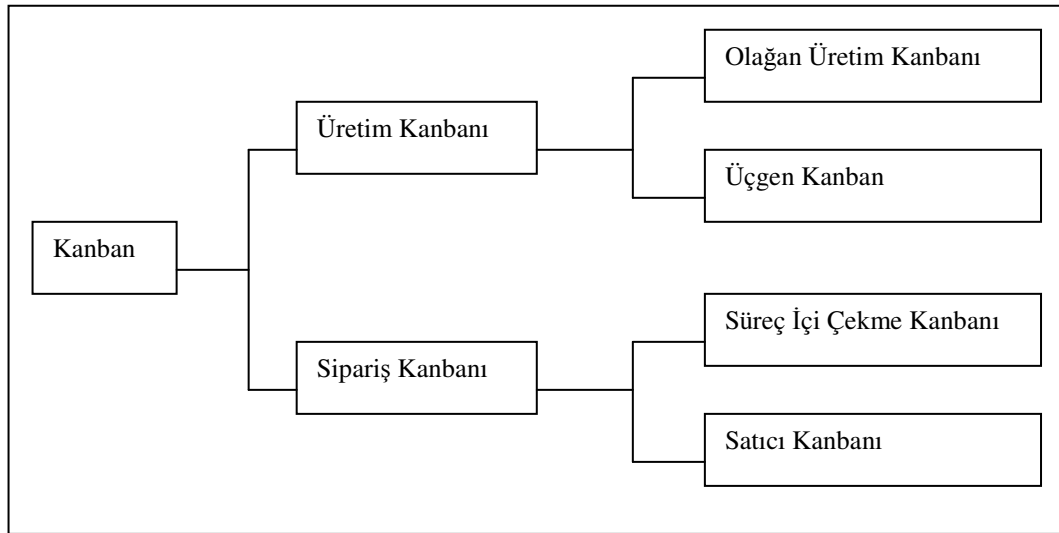 Olağan Üretim Kanbanı
Üretim Kanbanı
Üçgen Kanban
Kanban
Süreç İçi Çekme Kanbanı
Sipariş Kanbanı
Satıcı Kanbanı